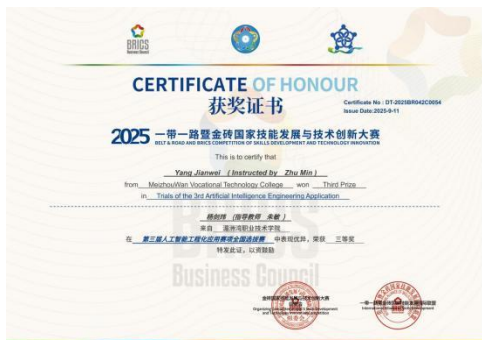 BRICS
Business Council
CERTIFICATE OF HONOUR
获奖证书
Certificate No : DT-2025BR042C0054
Issue Date:2025-9-11
2025 一带一路暨金砖国家技能发展与技术创新大赛
BELT & ROAD AND BRICS COMPETITION OF SKILLS DEVELOPMENT AND TECHNOLOGY INNOVATION
This is to certify that
Yang Jianwei ( Instructed by Zhu Min )
from MeizhouWan Vocational Technology College won Third Prize
in Trials of the 3rd Artificial Intelligence Engineering Application
杨剑炜 (指导教师 朱敏 )
来自 湄洲湾职业技术学院
在 第三届人工智能工程化应用赛项全国选拔赛 中表现优异，荣获 三等奖
特发此证，以资鼓励
BRICS
Business Council